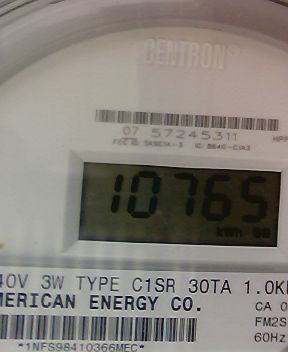 CENTRON®
07 57245311
10765
kWh
40V 3W TYPE C1SR 30TA 1.0K
MERICAN ENERGY CO.
CA 0
FM2S
60Hz
*1NFS98410366MEC*